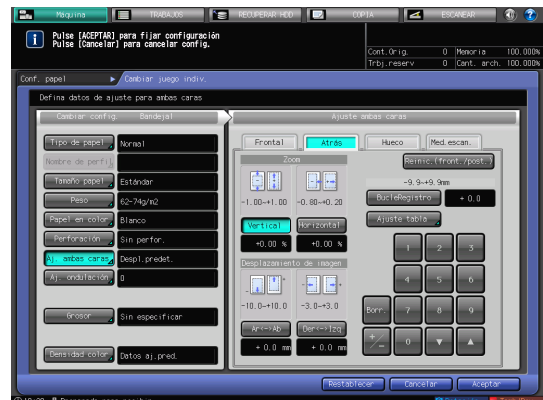 Máquina TRABAJOS RECUPERAR HDD COPIA ESCANEAR
Pulse [ACEPTAR] para fijar configuración
Pulse [Cancelar] para cancelar config.
Cont.Orig. 0 Memoria 100.000%
Trbj.reserv 0 Cant. arch. 100.000%
Conf. papel Cambiar juego indiv.
Defina datos de ajuste para ambas caras
Cambiar config. Bandeja1 Ajuste ambas caras
Tipo de papel Normal
Nombre de perfil
Tamaño papel Estándar
Peso 62-74g/m2
Papel en color Blanco
Perforación Sin perfor.
Aj. ambas caras Despl.predet.
Aj. ondulación 0
Grosor Sin especificar
Densidad color Datos aj.pred.
Frontal Atrás Hueco Med.escan.
Zoom
-1.00~+1.00 -0.80~+0.20
Vertical Horizontal
+0.00 % +0.00 %
Desplazamiento de imagen
-10.0~+10.0 -3.0~+3.0
Ar<->Ab Der<->Izq
+ 0.0 mm + 0.0 mm
Reinic.(front./post.)
-9.9~+9.9mm
BucleRegistro + 0.0
Ajuste tabla
1 2 3
4 5 6
Borr. 7 8 9
+/- 0 ▼ ▲
Restablecer Cancelar Aceptar